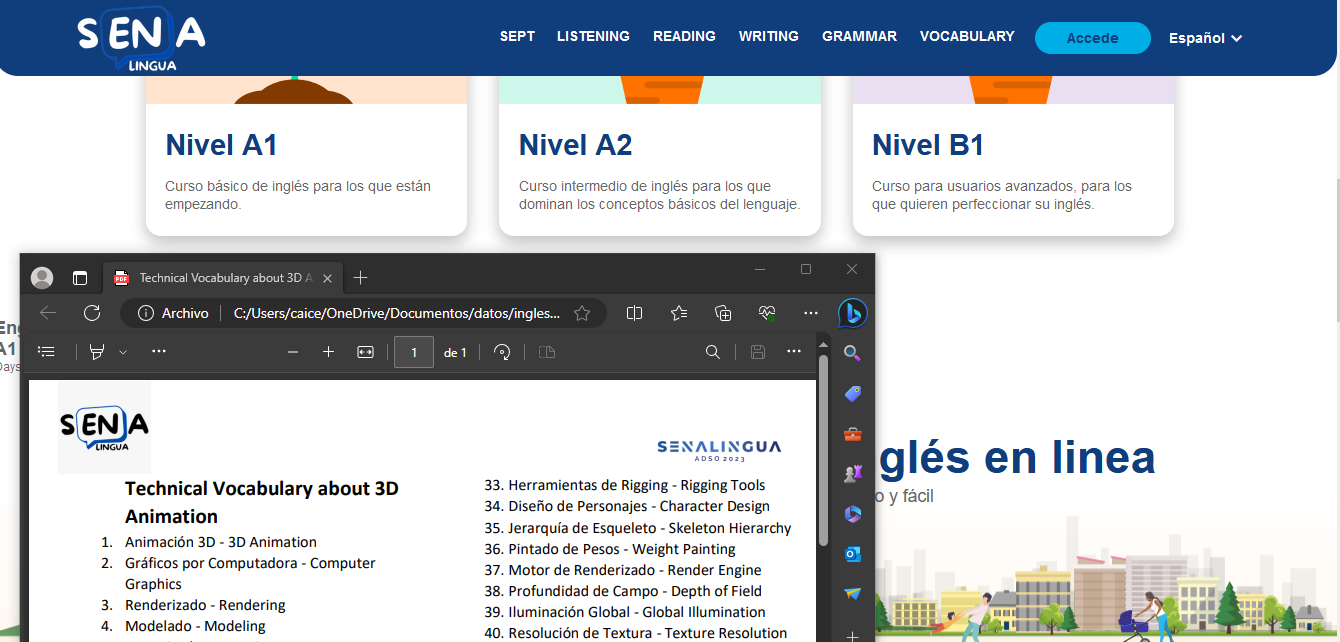 SENA
LINGUA
SEPT
LISTENING
READING
WRITING
GRAMMAR
VOCABULARY
Accede
Español
Nivel A1
Curso básico de inglés para los que están
empezando.
Nivel A2
Curso intermedio de inglés para los que
dominan los conceptos básicos del lenguaje.
Nivel B1
Curso para usuarios avanzados, para los
que quieren perfeccionar su inglés.
A1
Days
glés en linea
o y fácil
PDF
Technical Vocabulary about 3D A
Archivo
C:/Users/caice/OneDrive/Documentos/datos/ingles...
1
de 1
SENA
LINGUA
SENALINGUA
ADSO 2023
Technical Vocabulary about 3D
Animation
1. Animación 3D - 3D Animation
2. Gráficos por Computadora - Computer
Graphics
3. Renderizado - Rendering
4. Modelado - Modeling
33. Herramientas de Rigging - Rigging Tools
34. Diseño de Personajes - Character Design
35. Jerarquía de Esqueleto - Skeleton Hierarchy
36. Pintado de Pesos - Weight Painting
37. Motor de Renderizado - Render Engine
38. Profundidad de Campo - Depth of Field
39. Iluminación Global - Global Illumination
40. Resolución de Textura - Texture Resolution